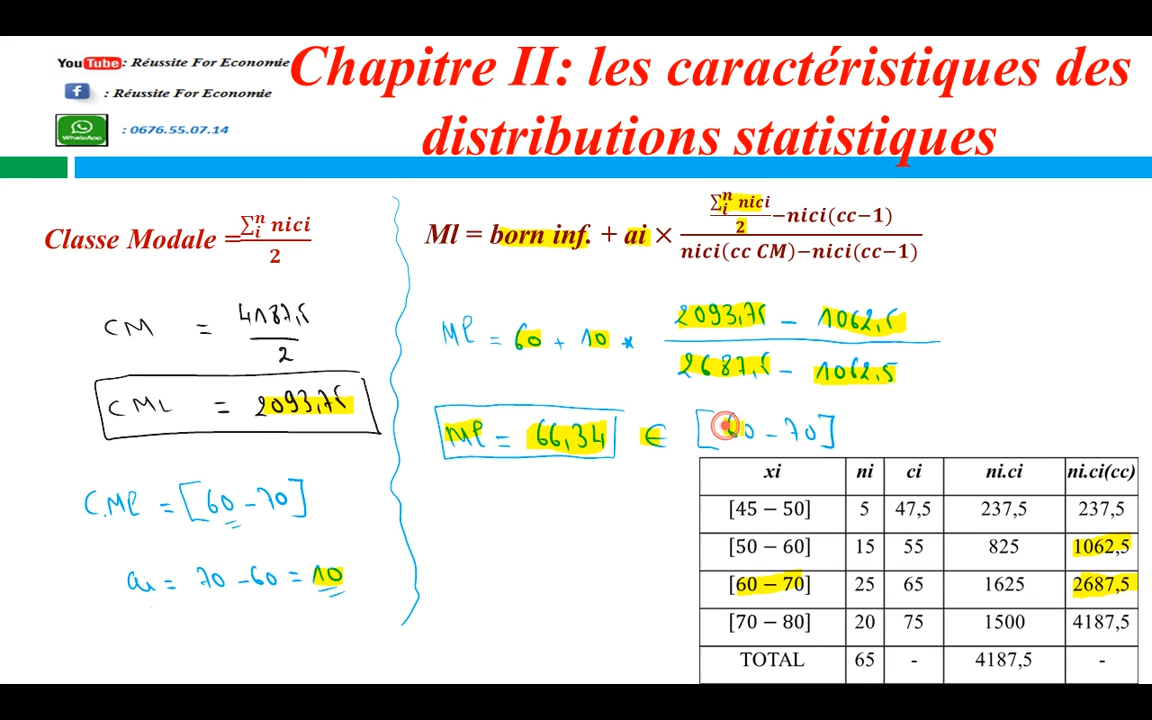 YouTube : Réussite For Economie
: Réussite For Economie
WhatsApp : 0676.55.07.14
Chapitre II: les caractéristiques des
distributions statistiques
Classe Modale = ∑ⁿᵢ nici / 2
CM = 4187,5 / 2
CML = 2093,75
C.Ml = [60 - 70]
ai = 70 - 60 = 10
Ml = born inf. + ai × (∑ⁿᵢ nici / 2 − nici(cc−1)) / (nici(cc CM)−nici(cc−1))
Ml = 60 + 10 * (2093,75 - 1062,5) / (2687,5 - 1062,5)
Ml = 66,34 ∈ [60 - 70]
xi ni ci ni.ci ni.ci(cc)
[45 − 50] 5 47,5 237,5 237,5
[50 − 60] 15 55 825 1062,5
[60 − 70] 25 65 1625 2687,5
[70 − 80] 20 75 1500 4187,5
TOTAL 65 - 4187,5 -